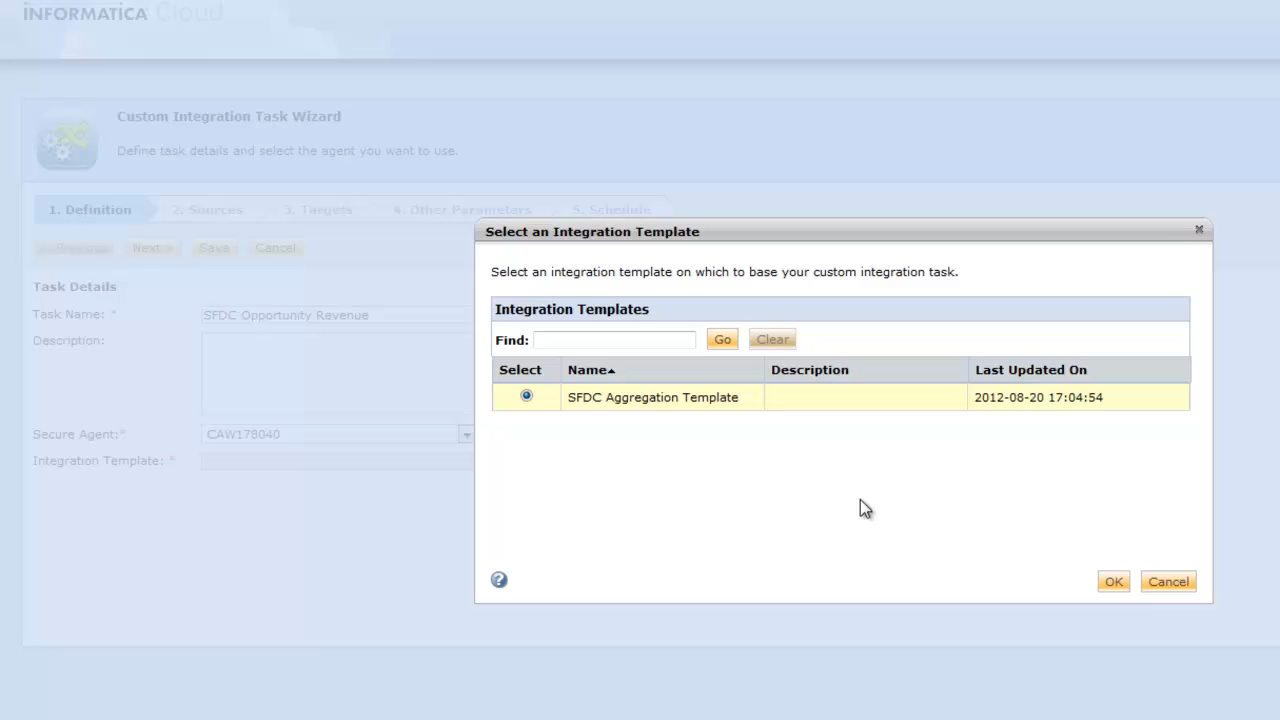 INFORMATICA Cloud
Custom Integration Task Wizard
Define task details and select the agent you want to use.
1. Definition 2. Sources 3. Targets 4. Other Parameters 5. Schedule
< Previous Next > Save Cancel
Task Details
Task Name: * SFDC Opportunity Revenue
Description:
Secure Agent:* CAW178040
Integration Template: *
Select an Integration Template
Select an integration template on which to base your custom integration task.
Integration Templates
Find: Go Clear
Select Name Description Last Updated On
SFDC Aggregation Template 2012-08-20 17:04:54
? OK Cancel